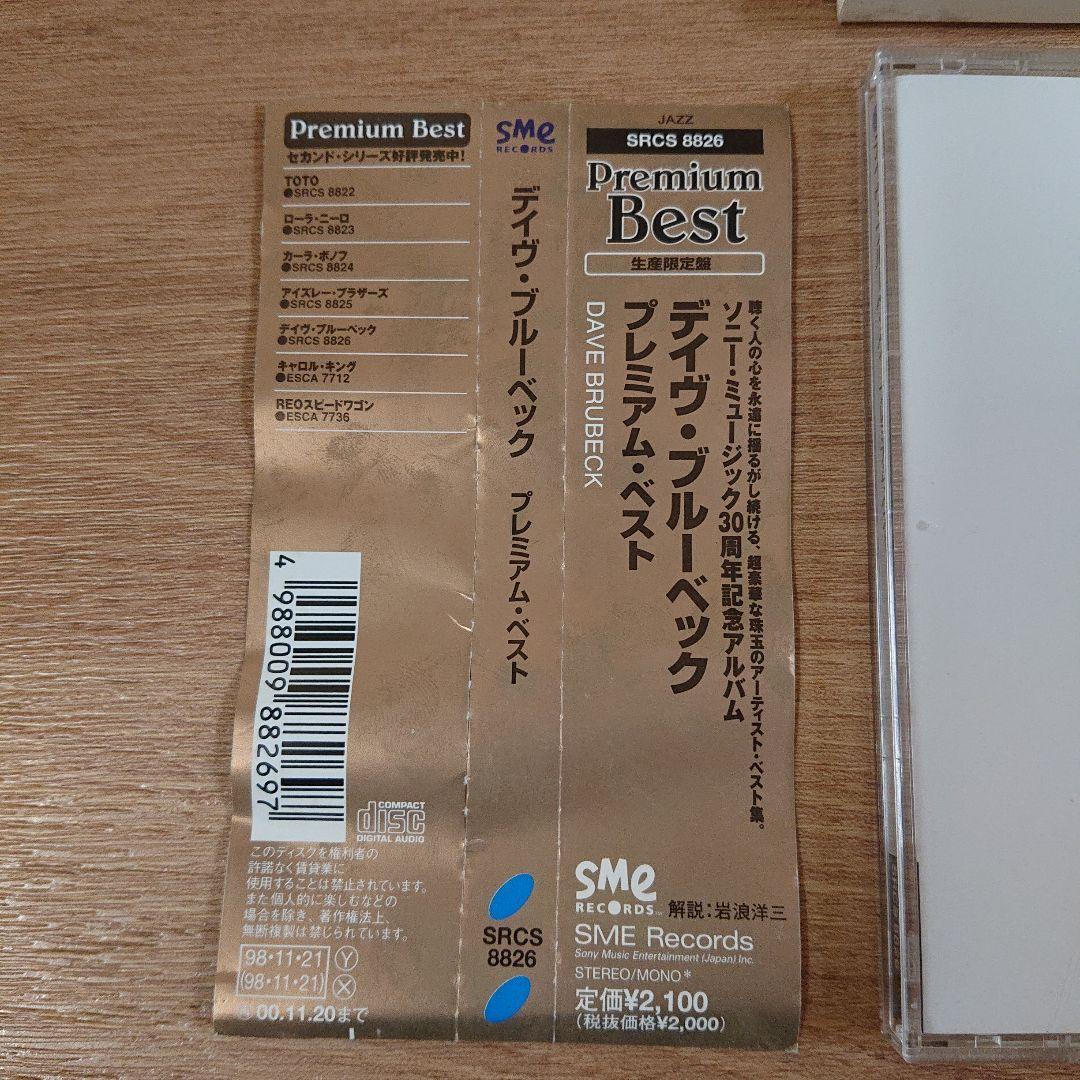 Premium Best
セカンド・シリーズ好評発売中!
TOTO
●SRCS 8822
ローラ・ニーロ
●SRCS 8823
カーラ・ボノフ
●SRCS 8824
アイズレー・ブラザーズ
●SRCS 8825
デイヴ・ブルーベック
●SRCS 8826
キャロル・キング
●ESCA 7712
REOスピードワゴン
●ESCA 7736
4 988009 882697
COMPACT
disc
DIGITAL AUDIO
このディスクを権利者の
許諾なく賃貸業に
使用することは禁止されています。
また個人的に楽しむなどの
場合を除き、著作権法上、
無断複製は禁じられています。
98・11・21 Ⓨ
(98・11・21) Ⓧ
00.11.20まで
SMe
RECORDS
デイヴ・ブルーベック プレミアム・ベスト
SRCS
8826
JAZZ
SRCS 8826
Premium
Best
生産限定盤
聴く人の心を永遠に揺るがし続ける、超豪華な珠玉のアーティスト・ベスト集。
ソニー・ミュージック30周年記念アルバム
デイヴ・ブルーベック
プレミアム・ベスト
DAVE BRUBECK
SMe
RECORDS
解説:岩浪洋三
SME Records
Sony Music Entertainment (Japan) Inc.
STEREO/MONO*
定価¥2,100
(税抜価格¥2,000)